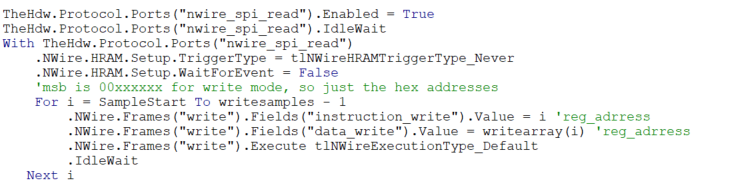 TheHdw.Protocol.Ports("nwire_spi_read").Enabled = True
TheHdw.Protocol.Ports("nwire_spi_read").IdleWait
With TheHdw.Protocol.Ports("nwire_spi_read")
    .NWire.HRAM.Setup.TriggerType = tlNWireHRAMTriggerType_Never
    .NWire.HRAM.Setup.WaitForEvent = False
    'msb is 00xxxxxx for write mode, so just the hex addresses
    For i = SampleStart To writesamples - 1
        .NWire.Frames("write").Fields("instruction_write").Value = i 'reg_adrress
        .NWire.Frames("write").Fields("data_write").Value = writearray(i) 'reg_adrress
        .NWire.Frames("write").Execute tlNWireExecutionType_Default
        .IdleWait
   Next i